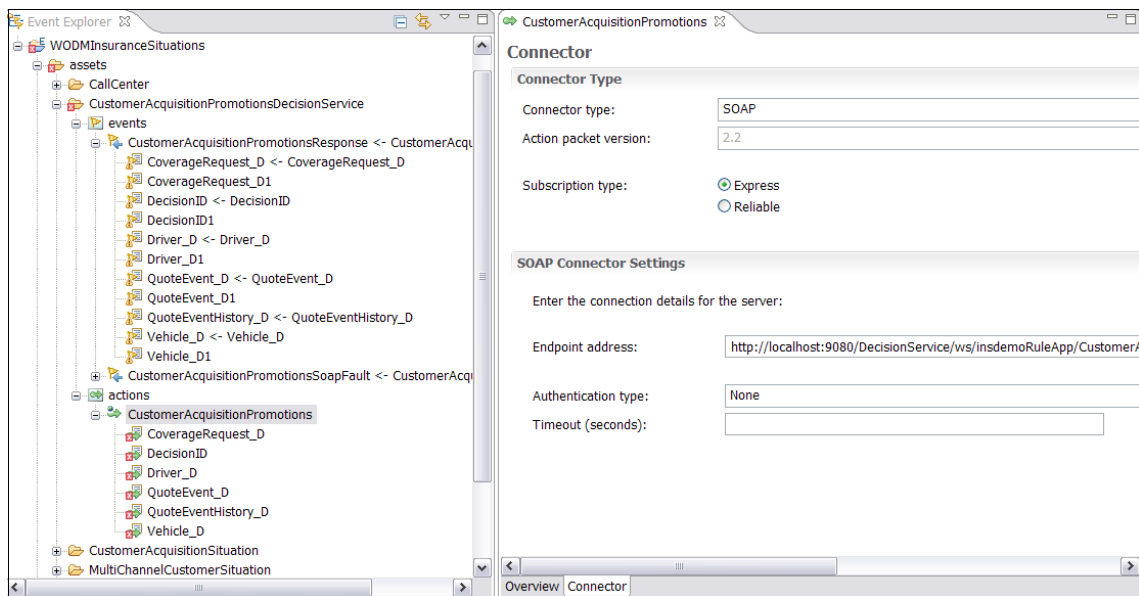 Event Explorer
WODMInsuranceSituations
assets
CallCenter
CustomerAcquisitionPromotionsDecisionService
events
CustomerAcquisitionPromotionsResponse <- CustomerAcqu
CoverageRequest_D <- CoverageRequest_D
CoverageRequest_D1
DecisionID <- DecisionID
DecisionID1
Driver_D <- Driver_D
Driver_D1
QuoteEvent_D <- QuoteEvent_D
QuoteEvent_D1
QuoteEventHistory_D <- QuoteEventHistory_D
Vehicle_D <- Vehicle_D
Vehicle_D1
CustomerAcquisitionPromotionsSoapFault <- CustomerAcqu
actions
CustomerAcquisitionPromotions
CoverageRequest_D
DecisionID
Driver_D
QuoteEvent_D
QuoteEventHistory_D
Vehicle_D
CustomerAcquisitionSituation
MultiChannelCustomerSituation
CustomerAcquisitionPromotions
Connector
Connector Type
Connector type: SOAP
Action packet version: 2.2
Subscription type: Express
Reliable
SOAP Connector Settings
Enter the connection details for the server:
Endpoint address: http://localhost:9080/DecisionService/ws/insdemoRuleApp/CustomerA
Authentication type: None
Timeout (seconds):
Overview Connector